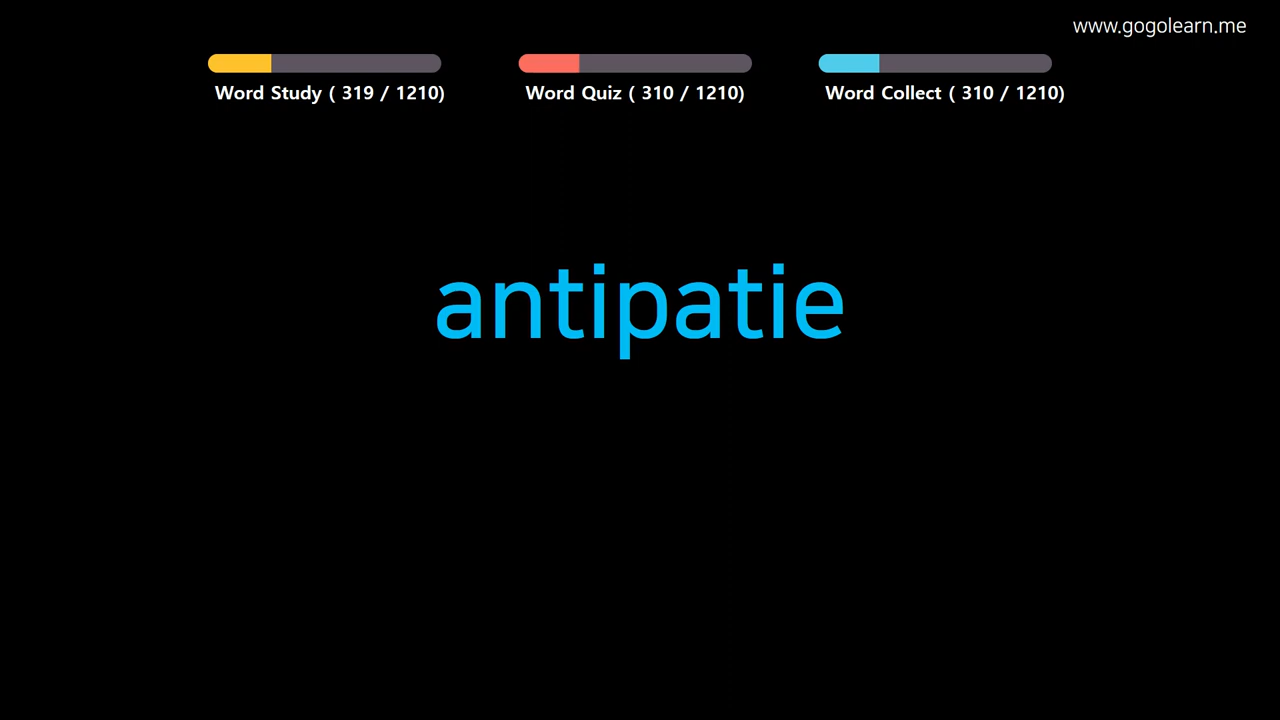 www.gogolearn.me
Word Study ( 319 / 1210)
Word Quiz ( 310 / 1210)
Word Collect ( 310 / 1210)
antipatie